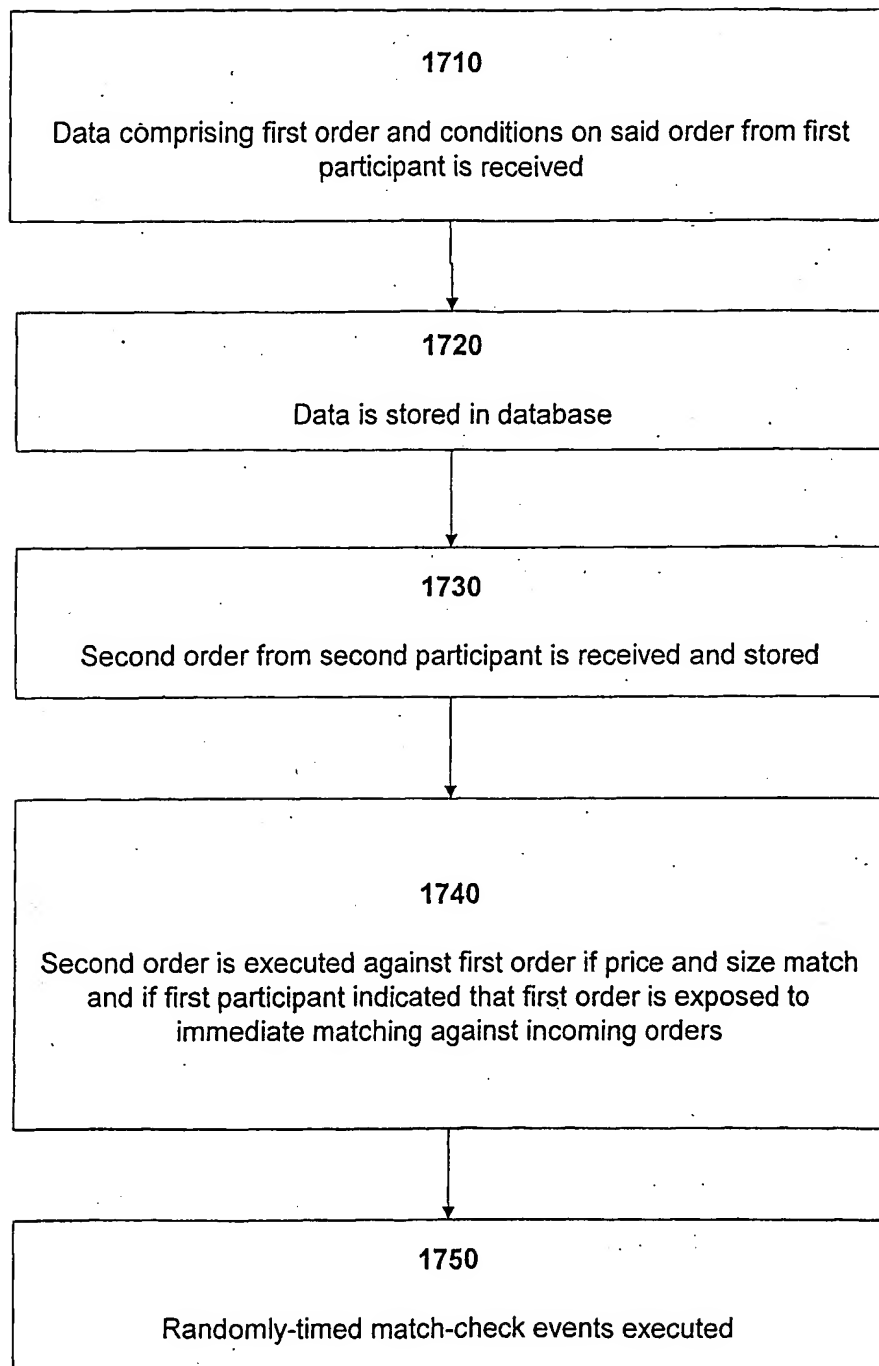 1710
Data comprising first order and conditions on said order from first
participant is received
1720
Data is stored in database
1730
Second order from second participant is received and stored
1740
Second order is executed against first order if price and size match
and if first participant indicated that first order is exposed to
immediate matching against incoming orders
1750
Randomly-timed match-check events executed